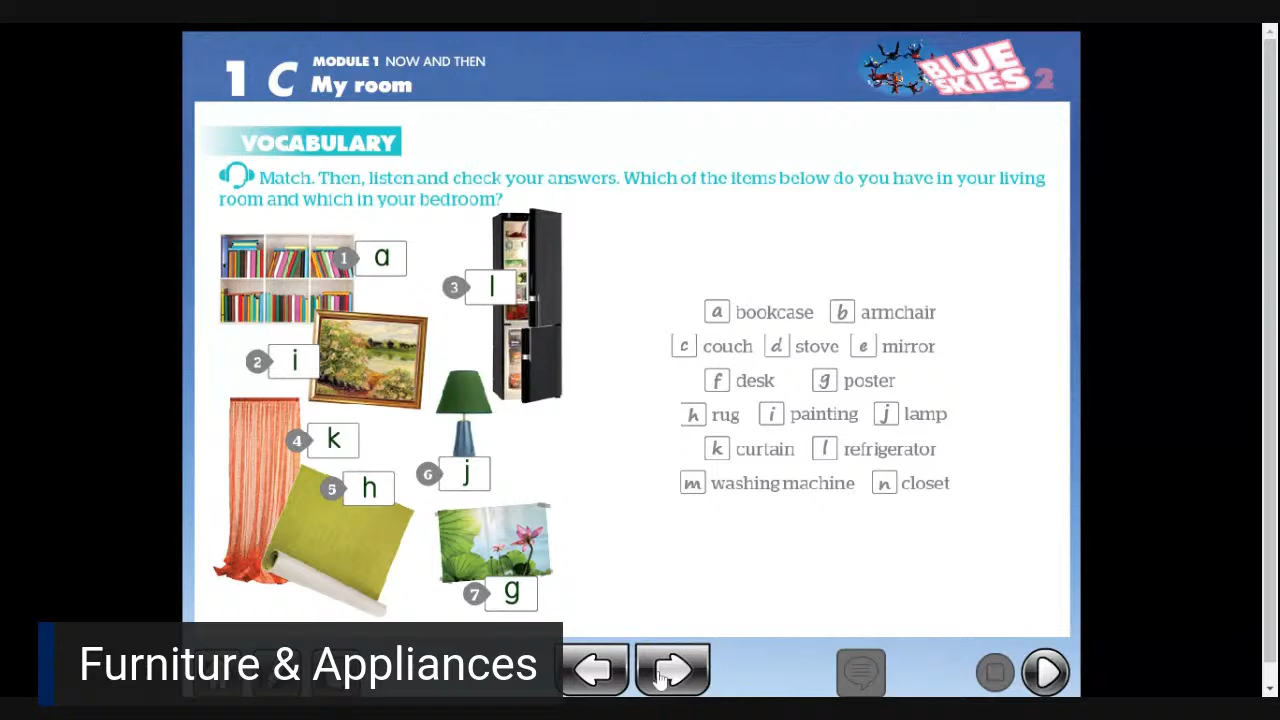 1 C MODULE 1 NOW AND THEN
My room
BLUE
SKIES 2
VOCABULARY
Match. Then, listen and check your answers. Which of the items below do you have in your living
room and which in your bedroom?
1 a
3 l
2 i
4 k
6 j
5 h
7 g
a bookcase b armchair
c couch d stove e mirror
f desk g poster
h rug i painting j lamp
k curtain l refrigerator
m washing machine n closet
Furniture & Appliances